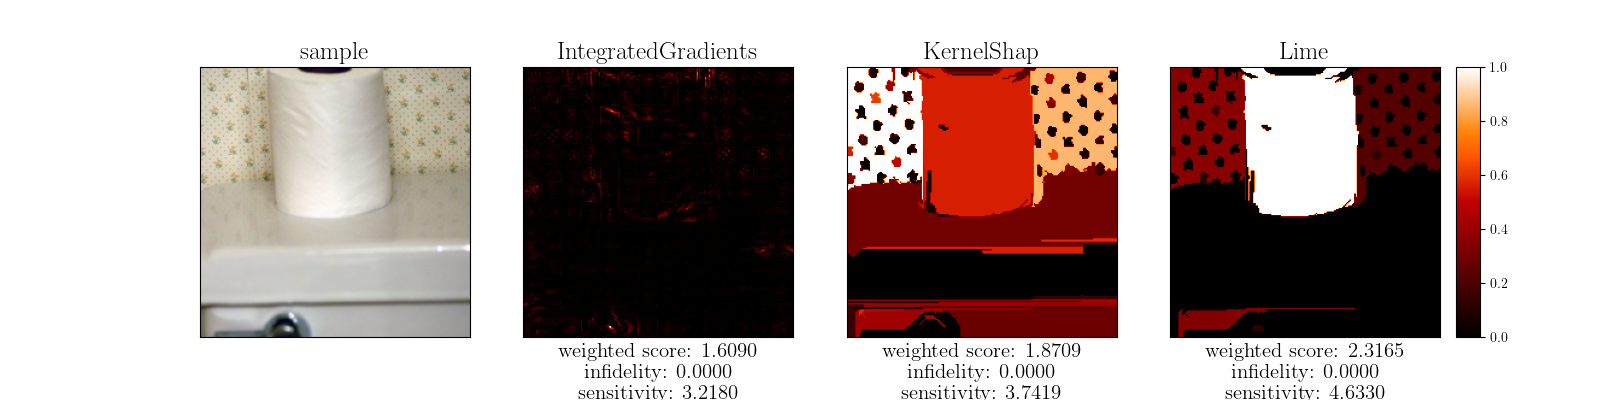 sample
IntegratedGradients
KernelShap
Lime
1.0
0.8
0.6
0.4
0.2
0.0
weighted score: 1.6090
infidelity: 0.0000
sensitivity: 3.2180
weighted score: 1.8709
infidelity: 0.0000
sensitivity: 3.7419
weighted score: 2.3165
infidelity: 0.0000
sensitivity: 4.6330